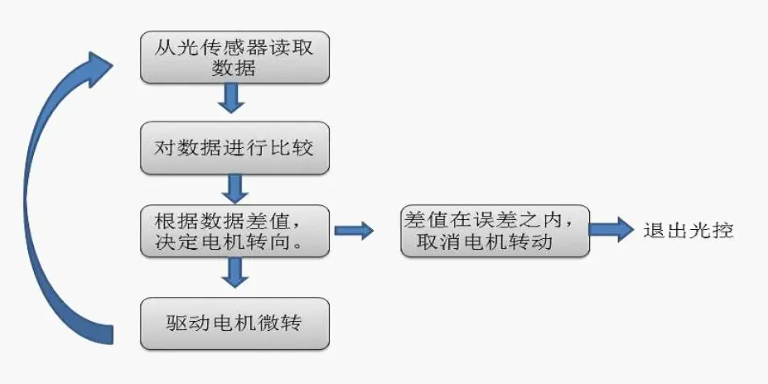 从光传感器读取
数据
对数据进行比较
根据数据差值，
决定电机转向。
差值在误差之内，
取消电机转动
退出光控
驱动电机微转